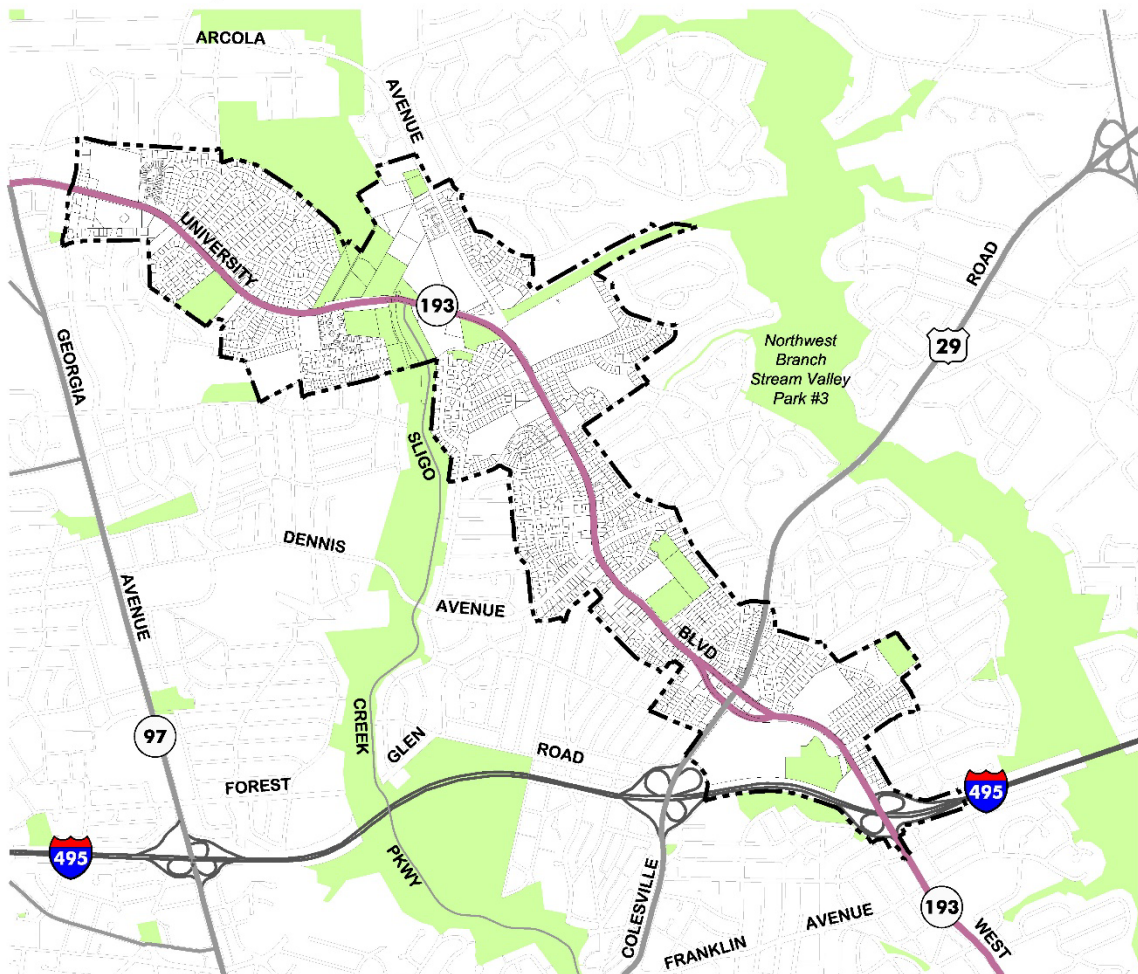 ARCOLA
AVENUE
UNIVERSITY
193
ROAD
29
GEORGIA
Northwest
Branch
Stream Valley
Park #3
SLIGO
DENNIS
AVENUE
AVENUE
BLVD
CREEK
97
GLEN
ROAD
FOREST
495
495
PKWY
COLESVILLE
AVENUE
193
WEST
FRANKLIN